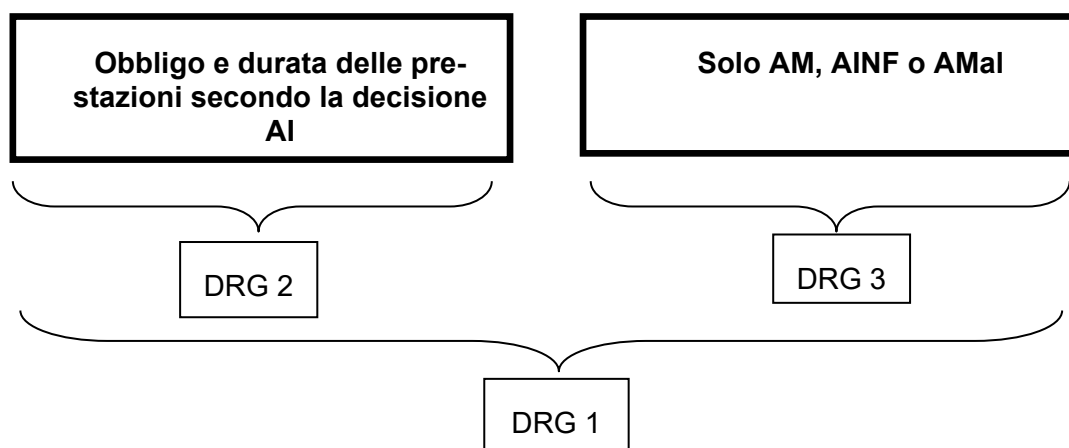 Obbligo e durata delle pre-
stazioni secondo la decisione
AI
Solo AM, AINF o AMal
DRG 2
DRG 3
DRG 1